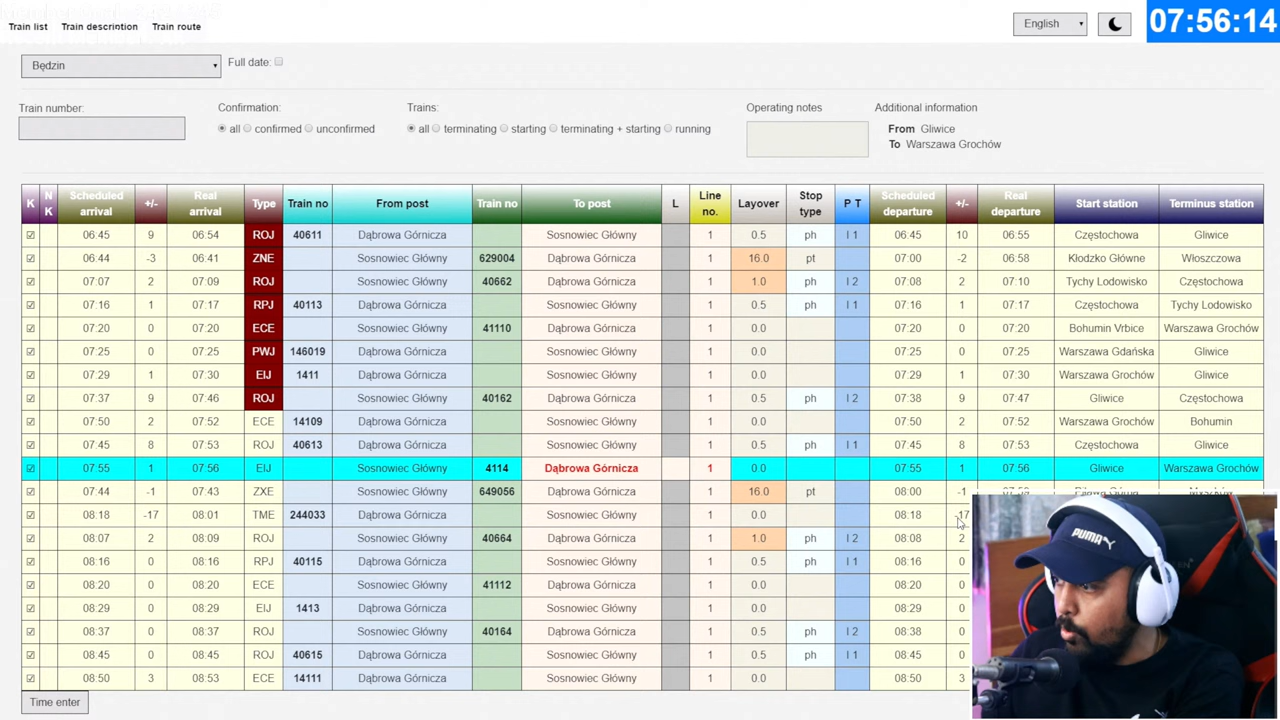 Train list Train description Train route English 07:56:14
Będzin Full date:
Train number: Confirmation: Trains: Operating notes Additional information
all confirmed unconfirmed all terminating starting terminating + starting running From Gliwice
To Warszawa Grochów
K N K Scheduled arrival +/- Real arrival Type Train no From post Train no To post L Line no. Layover Stop type P T Scheduled departure +/- Real departure Start station Terminus station
06:45 9 06:54 ROJ 40611 Dąbrowa Górnicza Sosnowiec Główny 1 0.5 ph I 1 06:45 10 06:55 Częstochowa Gliwice
06:44 -3 06:41 ZNE Sosnowiec Główny 629004 Dąbrowa Górnicza 1 16.0 pt 07:00 -2 06:58 Kłodzko Główne Włoszczowa
07:07 2 07:09 ROJ Sosnowiec Główny 40662 Dąbrowa Górnicza 1 1.0 ph I 2 07:08 2 07:10 Tychy Lodowisko Częstochowa
07:16 1 07:17 RPJ 40113 Dąbrowa Górnicza Sosnowiec Główny 1 0.5 ph I 1 07:16 1 07:17 Częstochowa Tychy Lodowisko
07:20 0 07:20 ECE Sosnowiec Główny 41110 Dąbrowa Górnicza 1 0.0 07:20 0 07:20 Bohumin Vrbice Warszawa Grochów
07:25 0 07:25 PWJ 146019 Dąbrowa Górnicza Sosnowiec Główny 1 0.0 07:25 0 07:25 Warszawa Gdańska Gliwice
07:29 1 07:30 EIJ 1411 Dąbrowa Górnicza Sosnowiec Główny 1 0.0 07:29 1 07:30 Warszawa Grochów Gliwice
07:37 9 07:46 ROJ Sosnowiec Główny 40162 Dąbrowa Górnicza 1 0.5 ph I 2 07:38 9 07:47 Gliwice Częstochowa
07:50 2 07:52 ECE 14109 Dąbrowa Górnicza Sosnowiec Główny 1 0.0 07:50 2 07:52 Warszawa Grochów Bohumin
07:45 8 07:53 ROJ 40613 Dąbrowa Górnicza Sosnowiec Główny 1 0.5 ph I 1 07:45 8 07:53 Częstochowa Gliwice
07:55 1 07:56 EIJ Sosnowiec Główny 4114 Dąbrowa Górnicza 1 0.0 07:55 1 07:56 Gliwice Warszawa Grochów
07:44 -1 07:43 ZXE Sosnowiec Główny 649056 Dąbrowa Górnicza 1 16.0 pt 08:00 -1
08:18 -17 08:01 TME 244033 Dąbrowa Górnicza Sosnowiec Główny 1 0.0 08:18 -17
08:07 2 08:09 ROJ Sosnowiec Główny 40664 Dąbrowa Górnicza 1 1.0 ph I 2 08:08 2
08:16 0 08:16 RPJ 40115 Dąbrowa Górnicza Sosnowiec Główny 1 0.5 ph I 1 08:16 0
08:20 0 08:20 ECE Sosnowiec Główny 41112 Dąbrowa Górnicza 1 0.0 08:20 0
08:29 0 08:29 EIJ 1413 Dąbrowa Górnicza Sosnowiec Główny 1 0.0 08:29 0
08:37 0 08:37 ROJ Sosnowiec Główny 40164 Dąbrowa Górnicza 1 0.5 ph I 2 08:38 0
08:45 0 08:45 ROJ 40615 Dąbrowa Górnicza Sosnowiec Główny 1 0.5 ph I 1 08:45 0
08:50 3 08:53 ECE 14111 Dąbrowa Górnicza Sosnowiec Główny 1 0.0 08:50 3
Time enter
PUMA